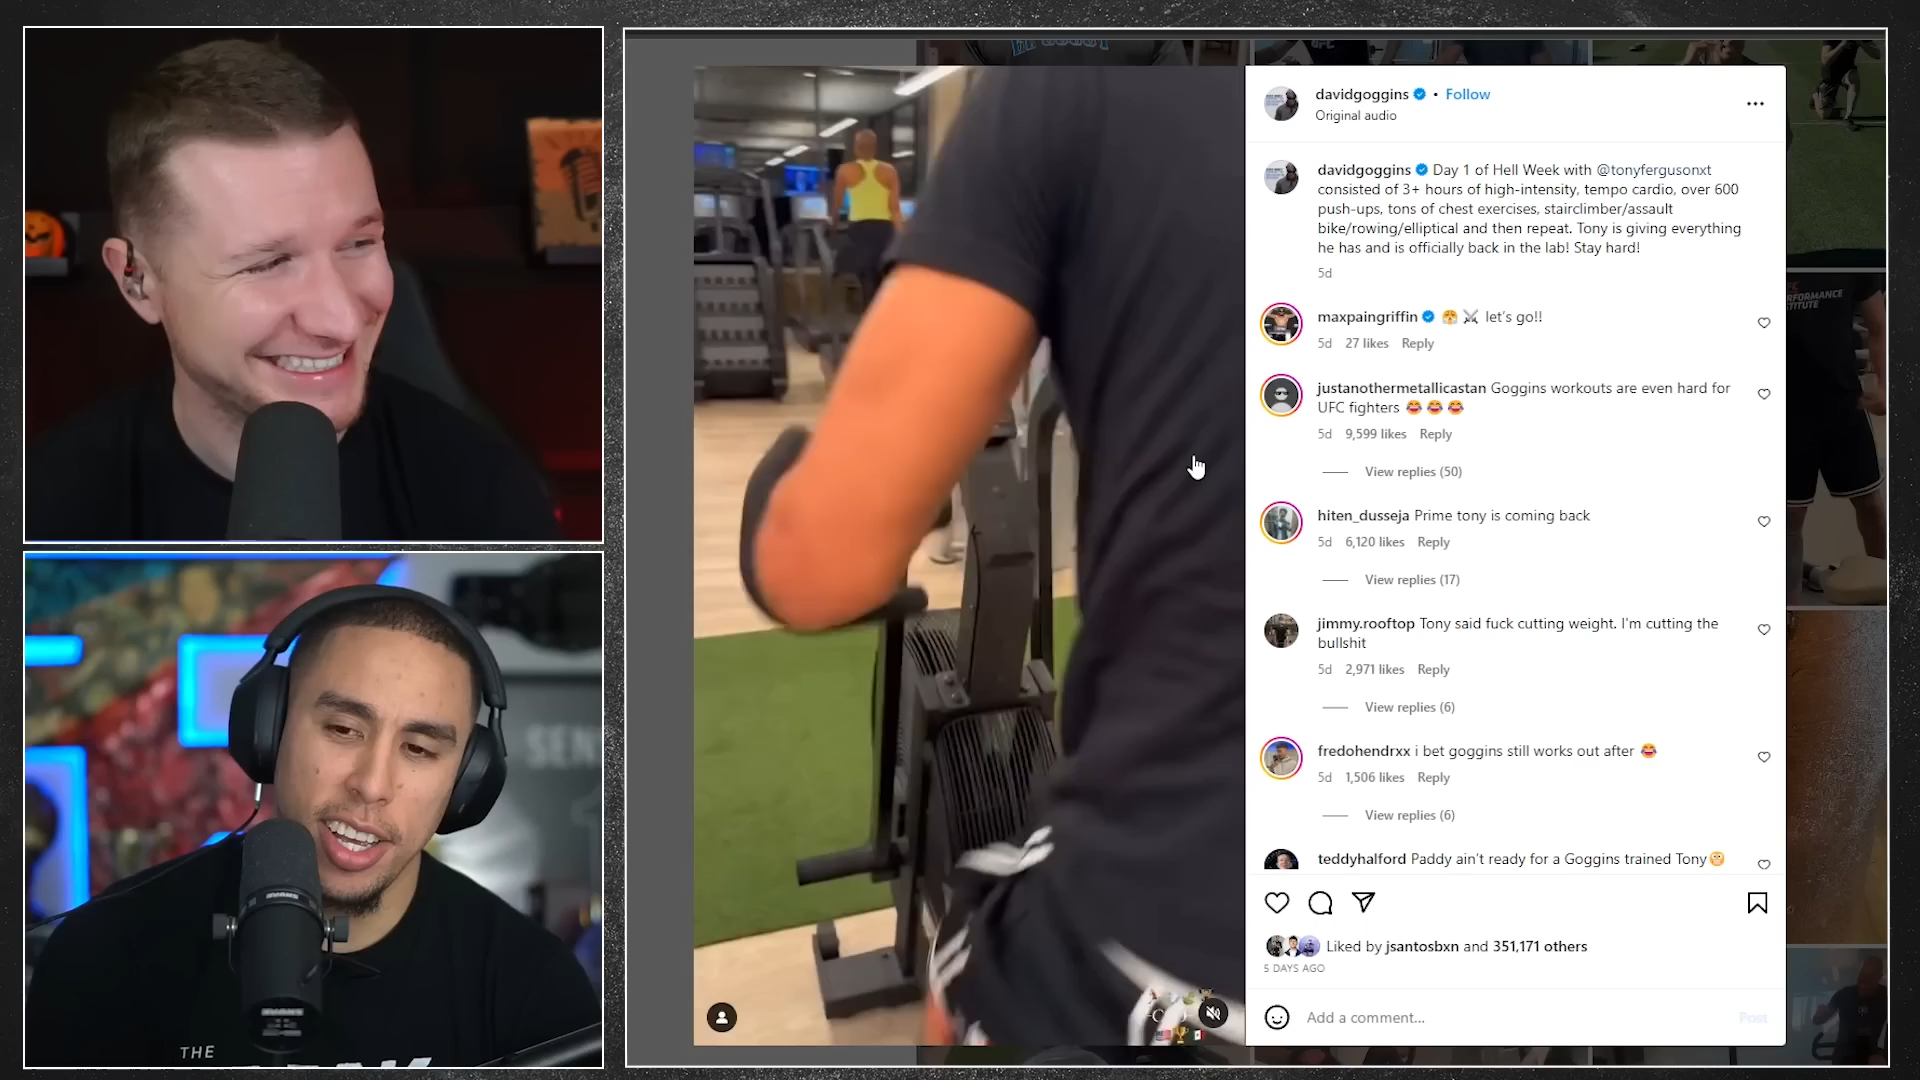 davidgoggins • Follow
Original audio
davidgoggins Day 1 of Hell Week with @tonyfergusonxt
consisted of 3+ hours of high-intensity, tempo cardio, over 600
push-ups, tons of chest exercises, stairclimber/assault
bike/rowing/elliptical and then repeat. Tony is giving everything
he has and is officially back in the lab! Stay hard!
5d
maxpaingriffin 😤 ⚔ let's go!!
5d 27 likes Reply
justanothermetallicastan Goggins workouts are even hard for
UFC fighters 😂 😂 😂
5d 9,599 likes Reply
View replies (50)
hiten_dusseja Prime tony is coming back
5d 6,120 likes Reply
View replies (17)
jimmy.rooftop Tony said fuck cutting weight. I'm cutting the
bullshit
5d 2,971 likes Reply
View replies (6)
fredohendrxx i bet goggins still works out after 😂
5d 1,506 likes Reply
View replies (6)
teddyhalford Paddy ain't ready for a Goggins trained Tony😳
Liked by jsantosbxn and 351,171 others
5 DAYS AGO
Add a comment...
Post
THE
UFC